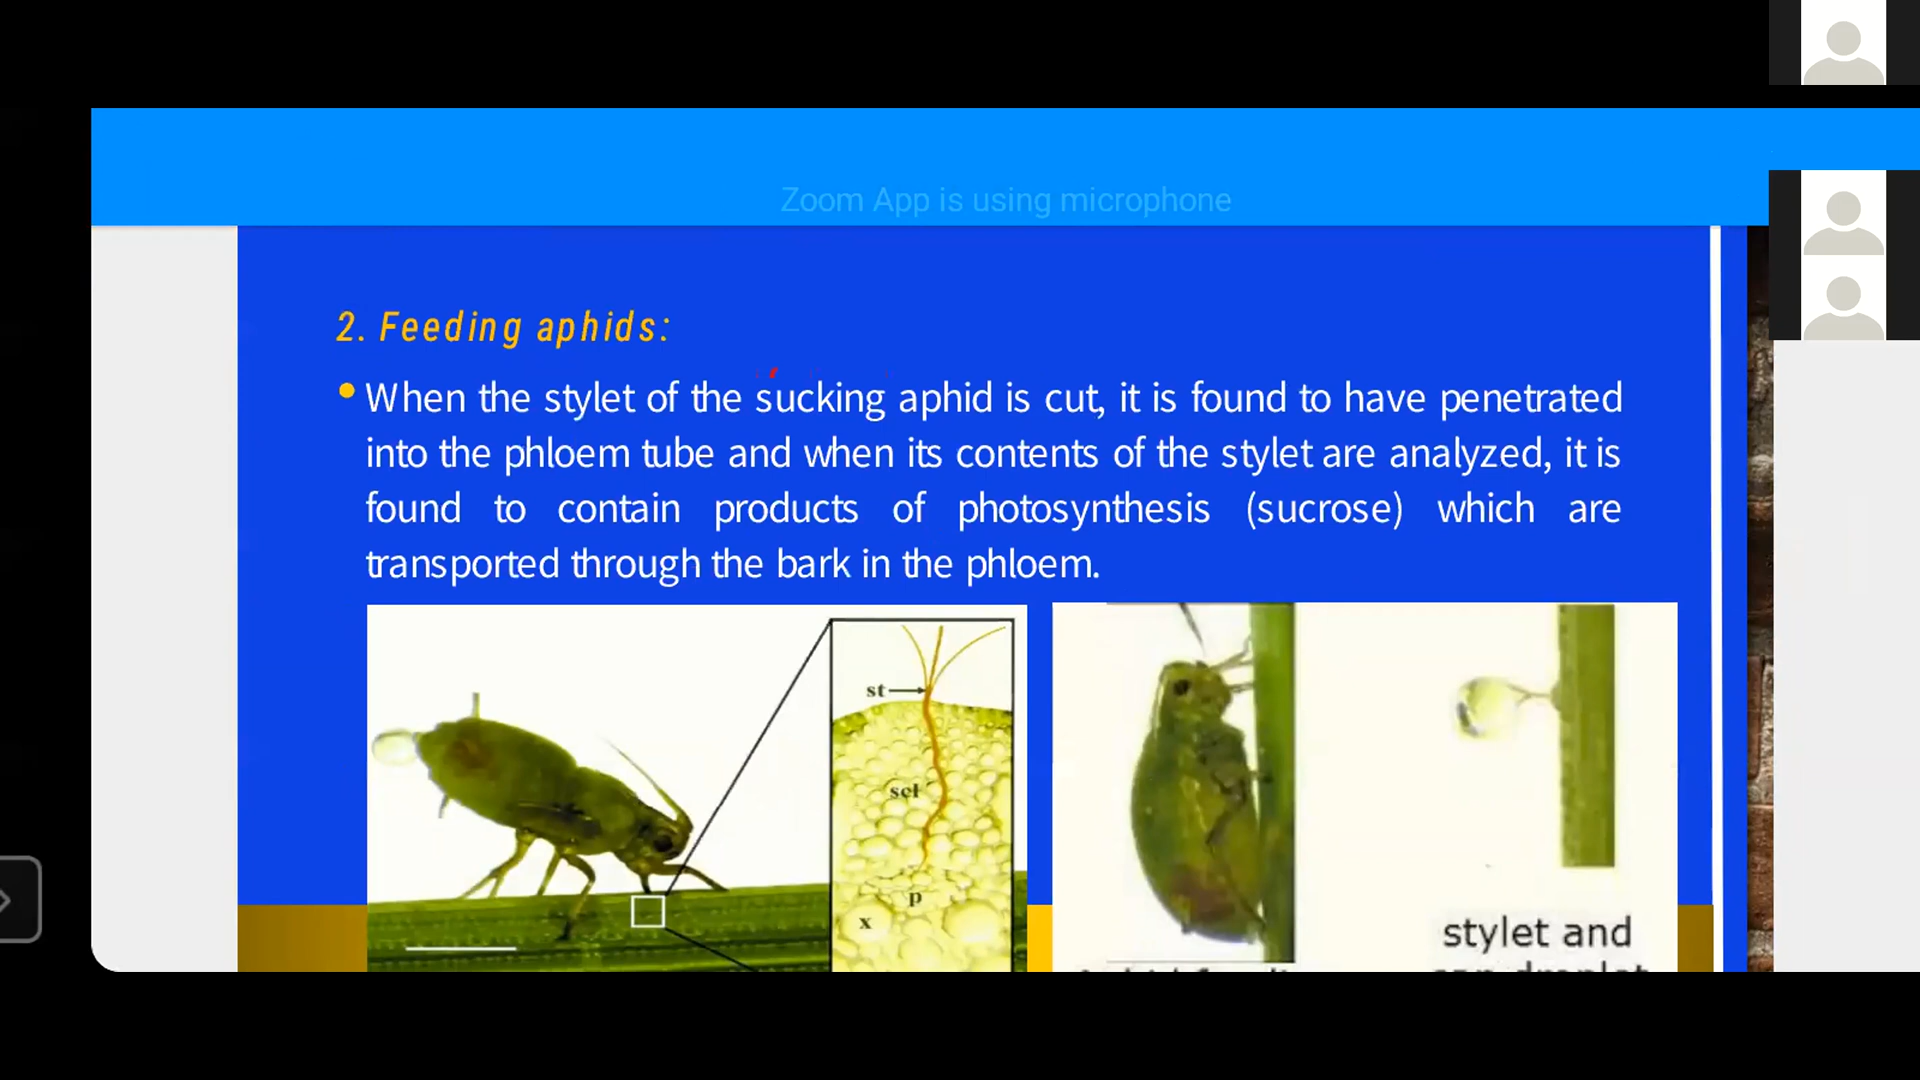 Zoom App is using microphone
2. Feeding aphids:
When the stylet of the sucking aphid is cut, it is found to have penetrated
into the phloem tube and when its contents of the stylet are analyzed, it is
found to contain products of photosynthesis (sucrose) which are
transported through the bark in the phloem.
st
scl
p
x
stylet and